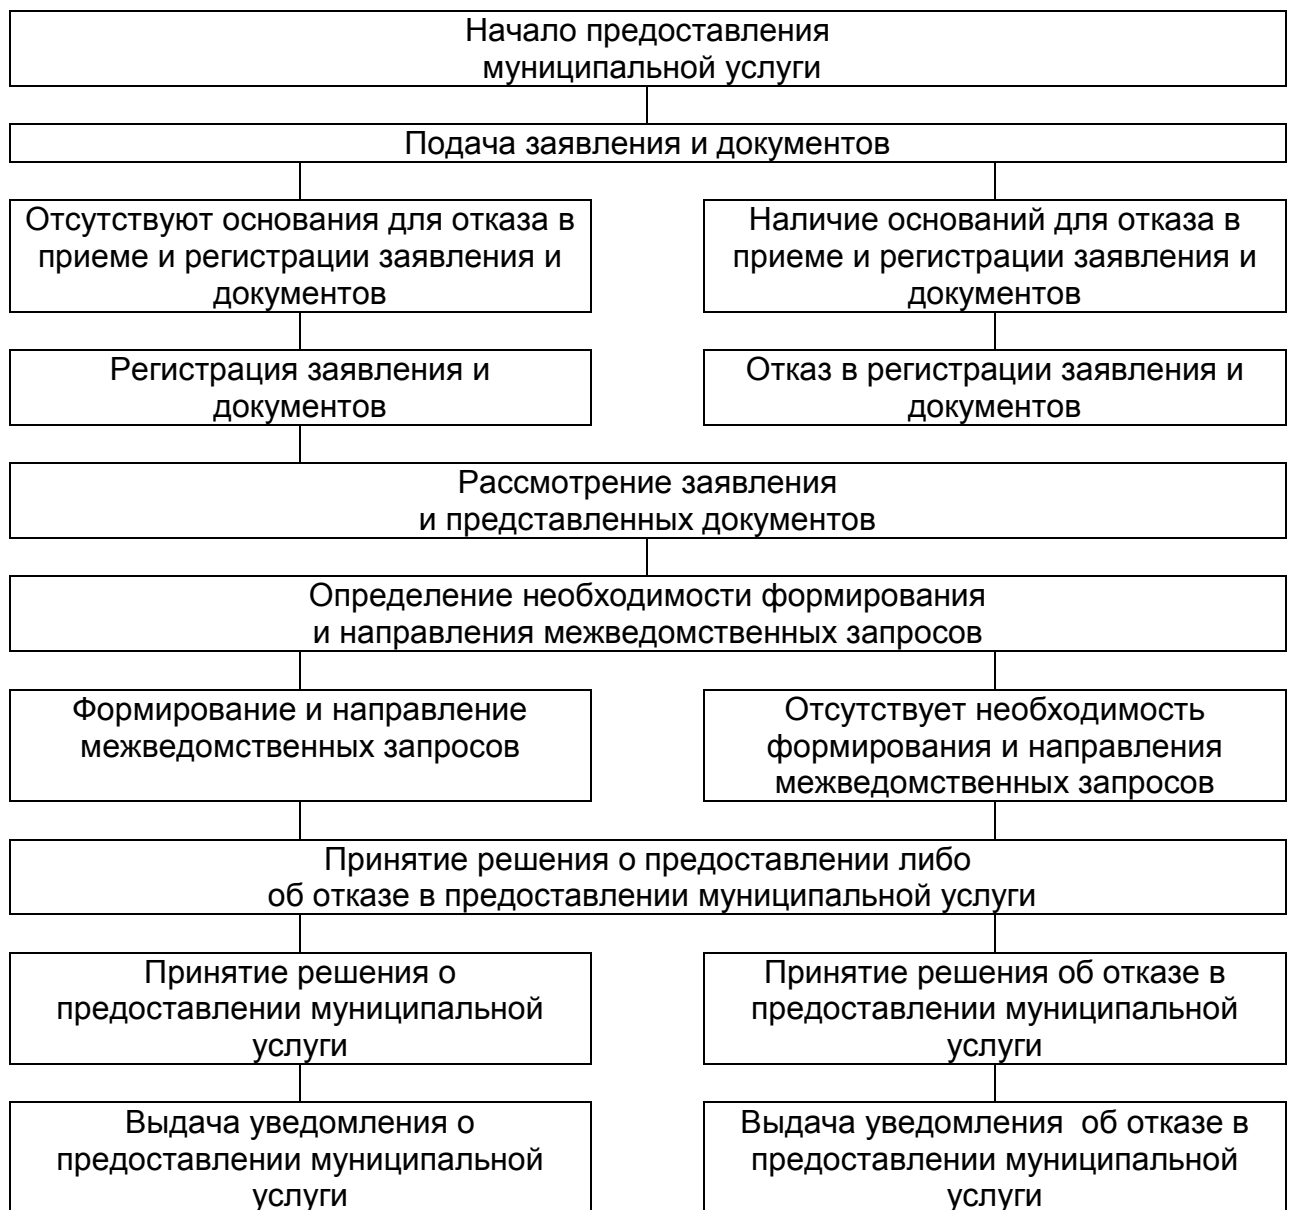 Начало предоставления
муниципальной услуги
Подача заявления и документов
Отсутствуют основания для отказа в
приеме и регистрации заявления и
документов
Наличие оснований для отказа в
приеме и регистрации заявления и
документов
Регистрация заявления и
документов
Отказ в регистрации заявления и
документов
Рассмотрение заявления
и представленных документов
Определение необходимости формирования
и направления межведомственных запросов
Формирование и направление
межведомственных запросов
Отсутствует необходимость
формирования и направления
межведомственных запросов
Принятие решения о предоставлении либо
об отказе в предоставлении муниципальной услуги
Принятие решения о
предоставлении муниципальной
услуги
Принятие решения об отказе в
предоставлении муниципальной
услуги
Выдача уведомления о
предоставлении муниципальной
услуги
Выдача уведомления  об отказе в
предоставлении муниципальной
услуги